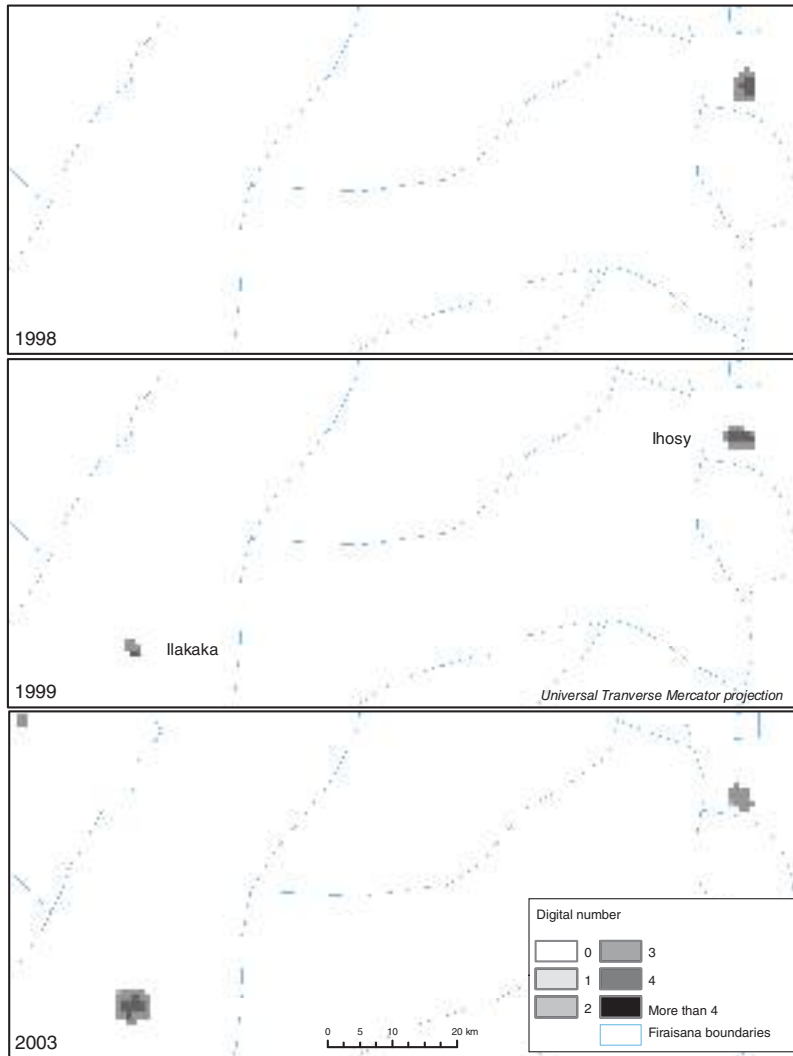 1998
Ihosy
Ilakaka
1999
Universal Tranverse Mercator projection
Digital number
0 3
1 4
2 More than 4
Firaisana boundaries
0 5 10 20 km
2003